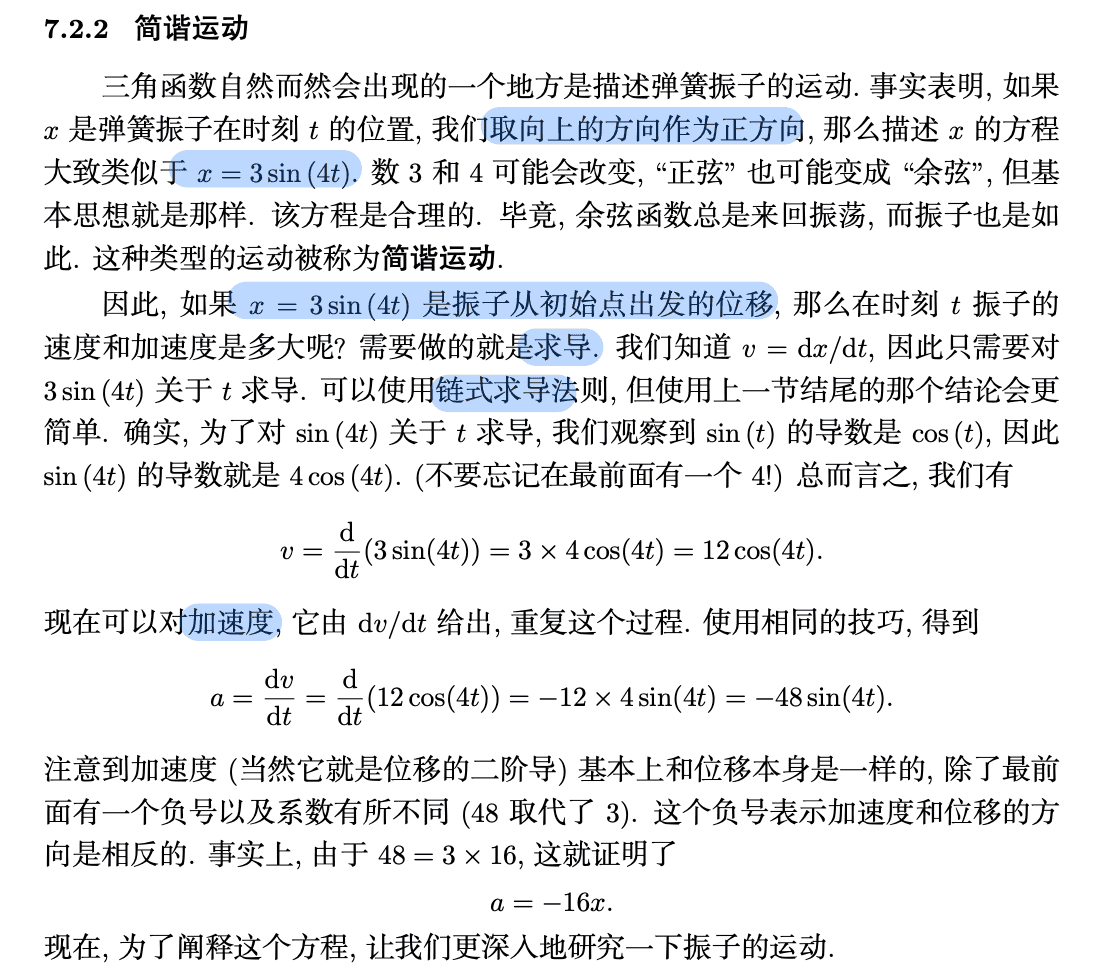 7.2.2 简谐运动
三角函数自然而然会出现的一个地方是描述弹簧振子的运动. 事实表明, 如果
x 是弹簧振子在时刻 t 的位置, 我们取向上的方向作为正方向, 那么描述 x 的方程
大致类似于 x = 3 sin (4t). 数 3 和 4 可能会改变, “正弦” 也可能变成 “余弦”, 但基
本思想就是那样. 该方程是合理的. 毕竟, 余弦函数总是来回振荡, 而振子也是如
此. 这种类型的运动被称为简谐运动.
因此, 如果 x = 3 sin (4t) 是振子从初始点出发的位移, 那么在时刻 t 振子的
速度和加速度是多大呢? 需要做的就是求导. 我们知道 v = dx/dt, 因此只需要对
3 sin (4t) 关于 t 求导. 可以使用链式求导法则, 但使用上一节结尾的那个结论会更
简单. 确实, 为了对 sin (4t) 关于 t 求导, 我们观察到 sin (t) 的导数是 cos (t), 因此
sin (4t) 的导数就是 4 cos (4t). (不要忘记在最前面有一个 4!) 总而言之, 我们有
v = d/dt (3 sin(4t)) = 3 × 4 cos(4t) = 12 cos(4t).
现在可以对加速度, 它由 dv/dt 给出, 重复这个过程. 使用相同的技巧, 得到
a = dv/dt = d/dt (12 cos(4t)) = −12 × 4 sin(4t) = −48 sin(4t).
注意到加速度 (当然它就是位移的二阶导) 基本上和位移本身是一样的, 除了最前
面有一个负号以及系数有所不同 (48 取代了 3). 这个负号表示加速度和位移的方
向是相反的. 事实上, 由于 48 = 3 × 16, 这就证明了
a = −16x.
现在, 为了阐释这个方程, 让我们更深入地研究一下振子的运动.